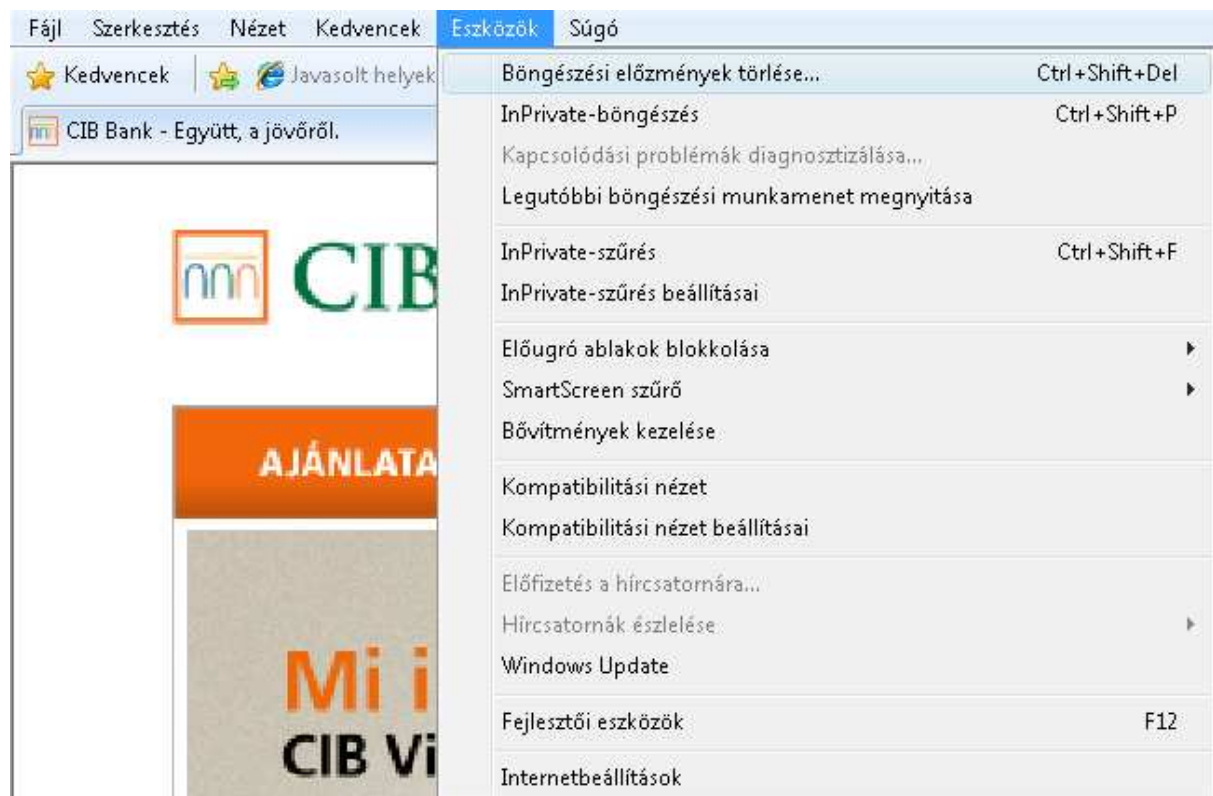 Fájl Szerkesztés Nézet Kedvencek Eszközök Súgó
Kedvencek Javasolt helyek
CIB Bank - Együtt, a jövőről.
Böngészési előzmények törlése... Ctrl+Shift+Del
InPrivate-böngészés Ctrl+Shift+P
Kapcsolódási problémák diagnosztizálása...
Legutóbbi böngészési munkamenet megnyitása
InPrivate-szűrés Ctrl+Shift+F
InPrivate-szűrés beállításai
Előugró ablakok blokkolása
SmartScreen szűrő
Bővítmények kezelése
Kompatibilitási nézet
Kompatibilitási nézet beállításai
Előfizetés a hírcsatornára...
Hírcsatornák észlelése
Windows Update
Fejlesztői eszközök F12
Internetbeállítások
CIB
AJÁNLATA
Mi i
CIB Vi